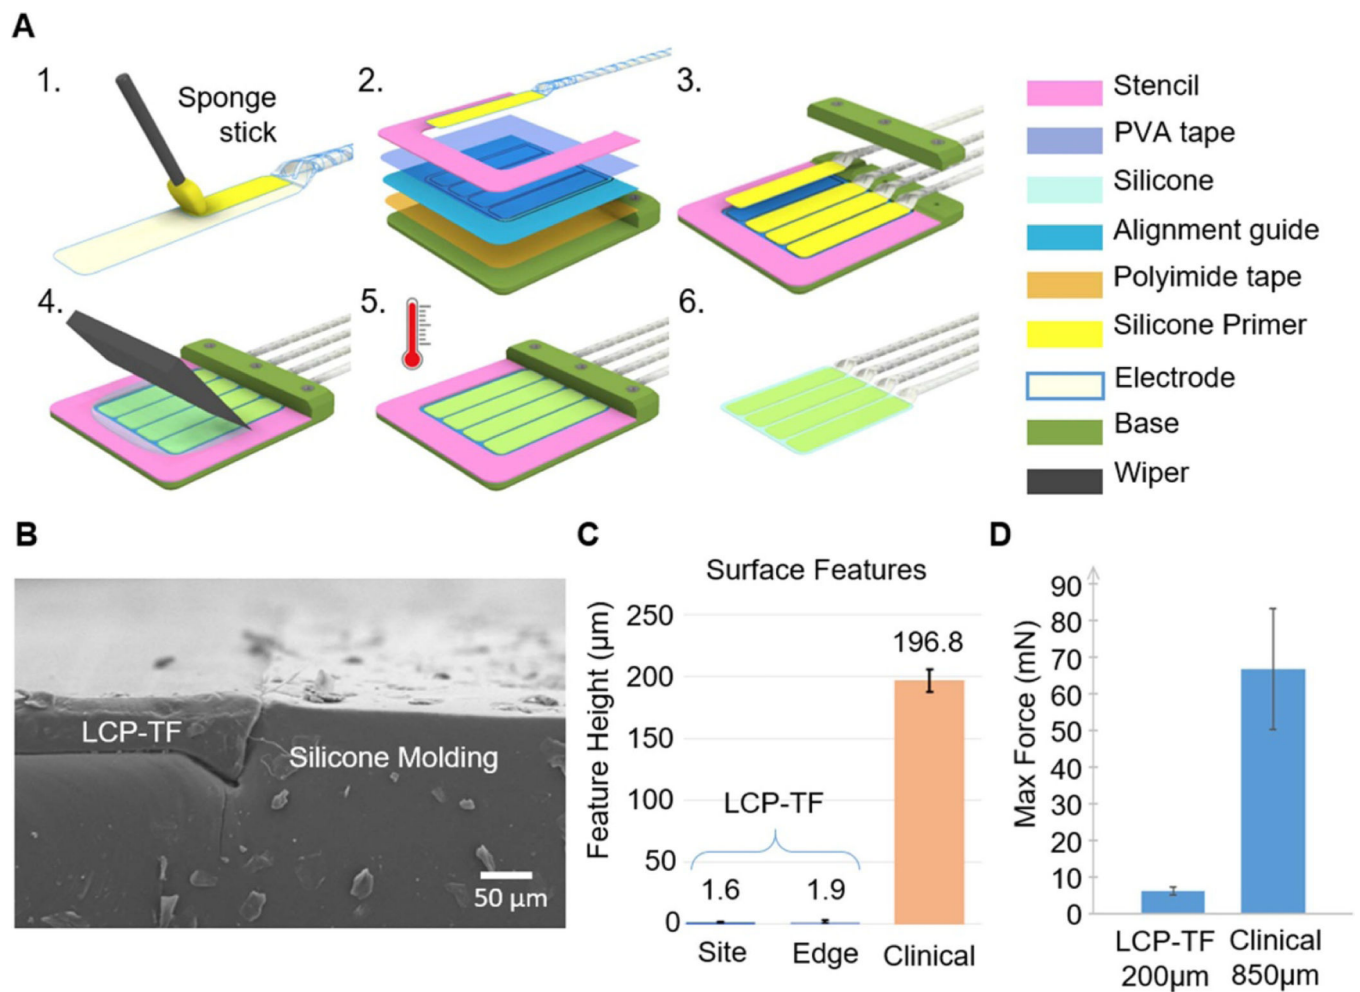 A
1.
Sponge
stick
2.
3.
4.
5.
6.
Stencil
PVA tape
Silicone
Alignment guide
Polyimide tape
Silicone Primer
Electrode
Base
Wiper
B
LCP-TF
Silicone Molding
50 µm
C
Surface Features
Feature Height (µm)
250
200
150
100
50
0
196.8
LCP-TF
1.6
1.9
Site
Edge
Clinical
D
Max Force (mN)
90
80
70
60
50
40
30
20
10
0
LCP-TF
200µm
Clinical
850µm